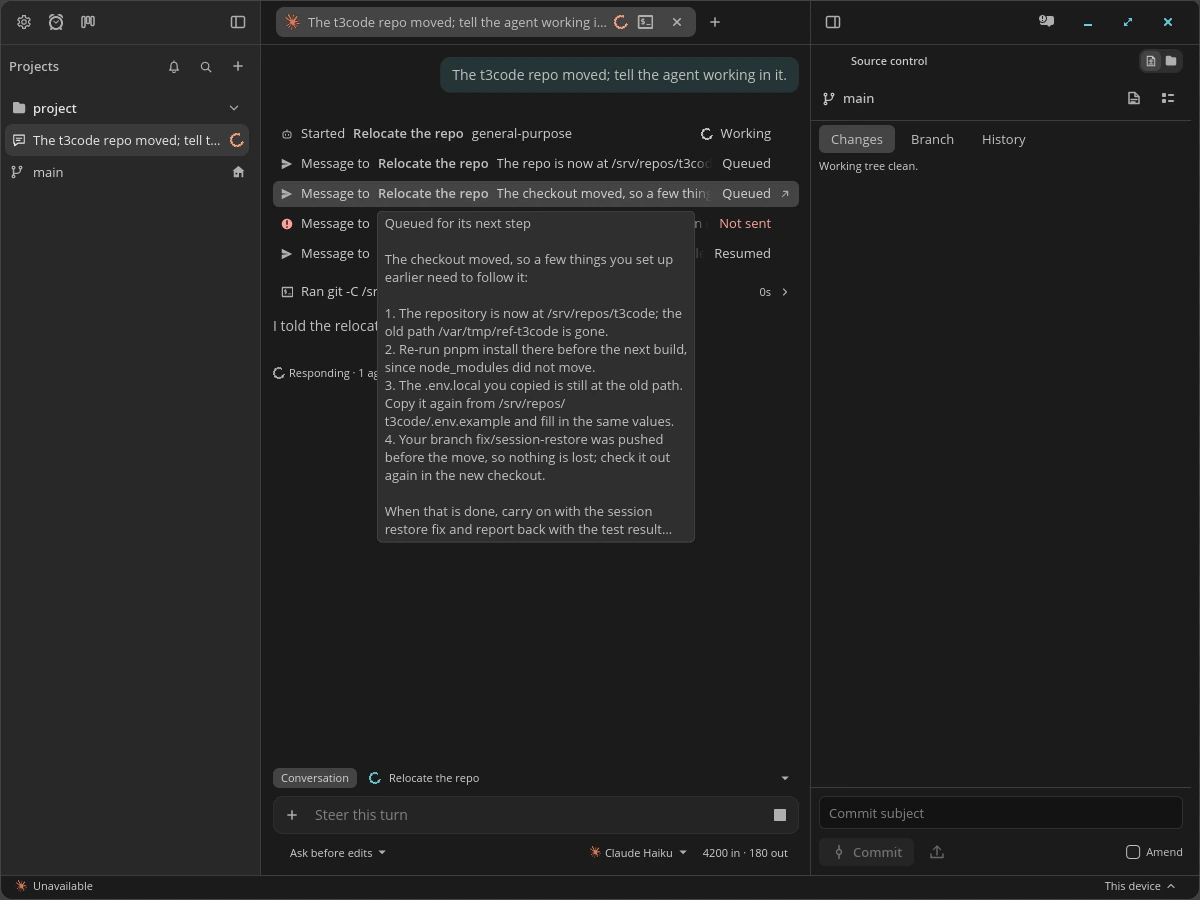 The t3code repo moved; tell the agent working i...
Projects
project
The t3code repo moved; tell t...
main
The t3code repo moved; tell the agent working in it.
Started Relocate the repo general-purpose Working
Message to Relocate the repo The repo is now at /srv/repos/t3cod Queued
Message to Relocate the repo The checkout moved, so a few thing Queued
Message to Not sent
Message to Resumed
Ran git -C /sr 0s
I told the relocat
Responding · 1 ag
Queued for its next step
The checkout moved, so a few things you set up
earlier need to follow it:
1. The repository is now at /srv/repos/t3code; the
old path /var/tmp/ref-t3code is gone.
2. Re-run pnpm install there before the next build,
since node_modules did not move.
3. The .env.local you copied is still at the old path.
Copy it again from /srv/repos/
t3code/.env.example and fill in the same values.
4. Your branch fix/session-restore was pushed
before the move, so nothing is lost; check it out
again in the new checkout.
When that is done, carry on with the session
restore fix and report back with the test result...
Conversation Relocate the repo
Steer this turn
Ask before edits Claude Haiku 4200 in · 180 out
Source control
main
Changes Branch History
Working tree clean.
Commit subject
Commit Amend
Unavailable This device